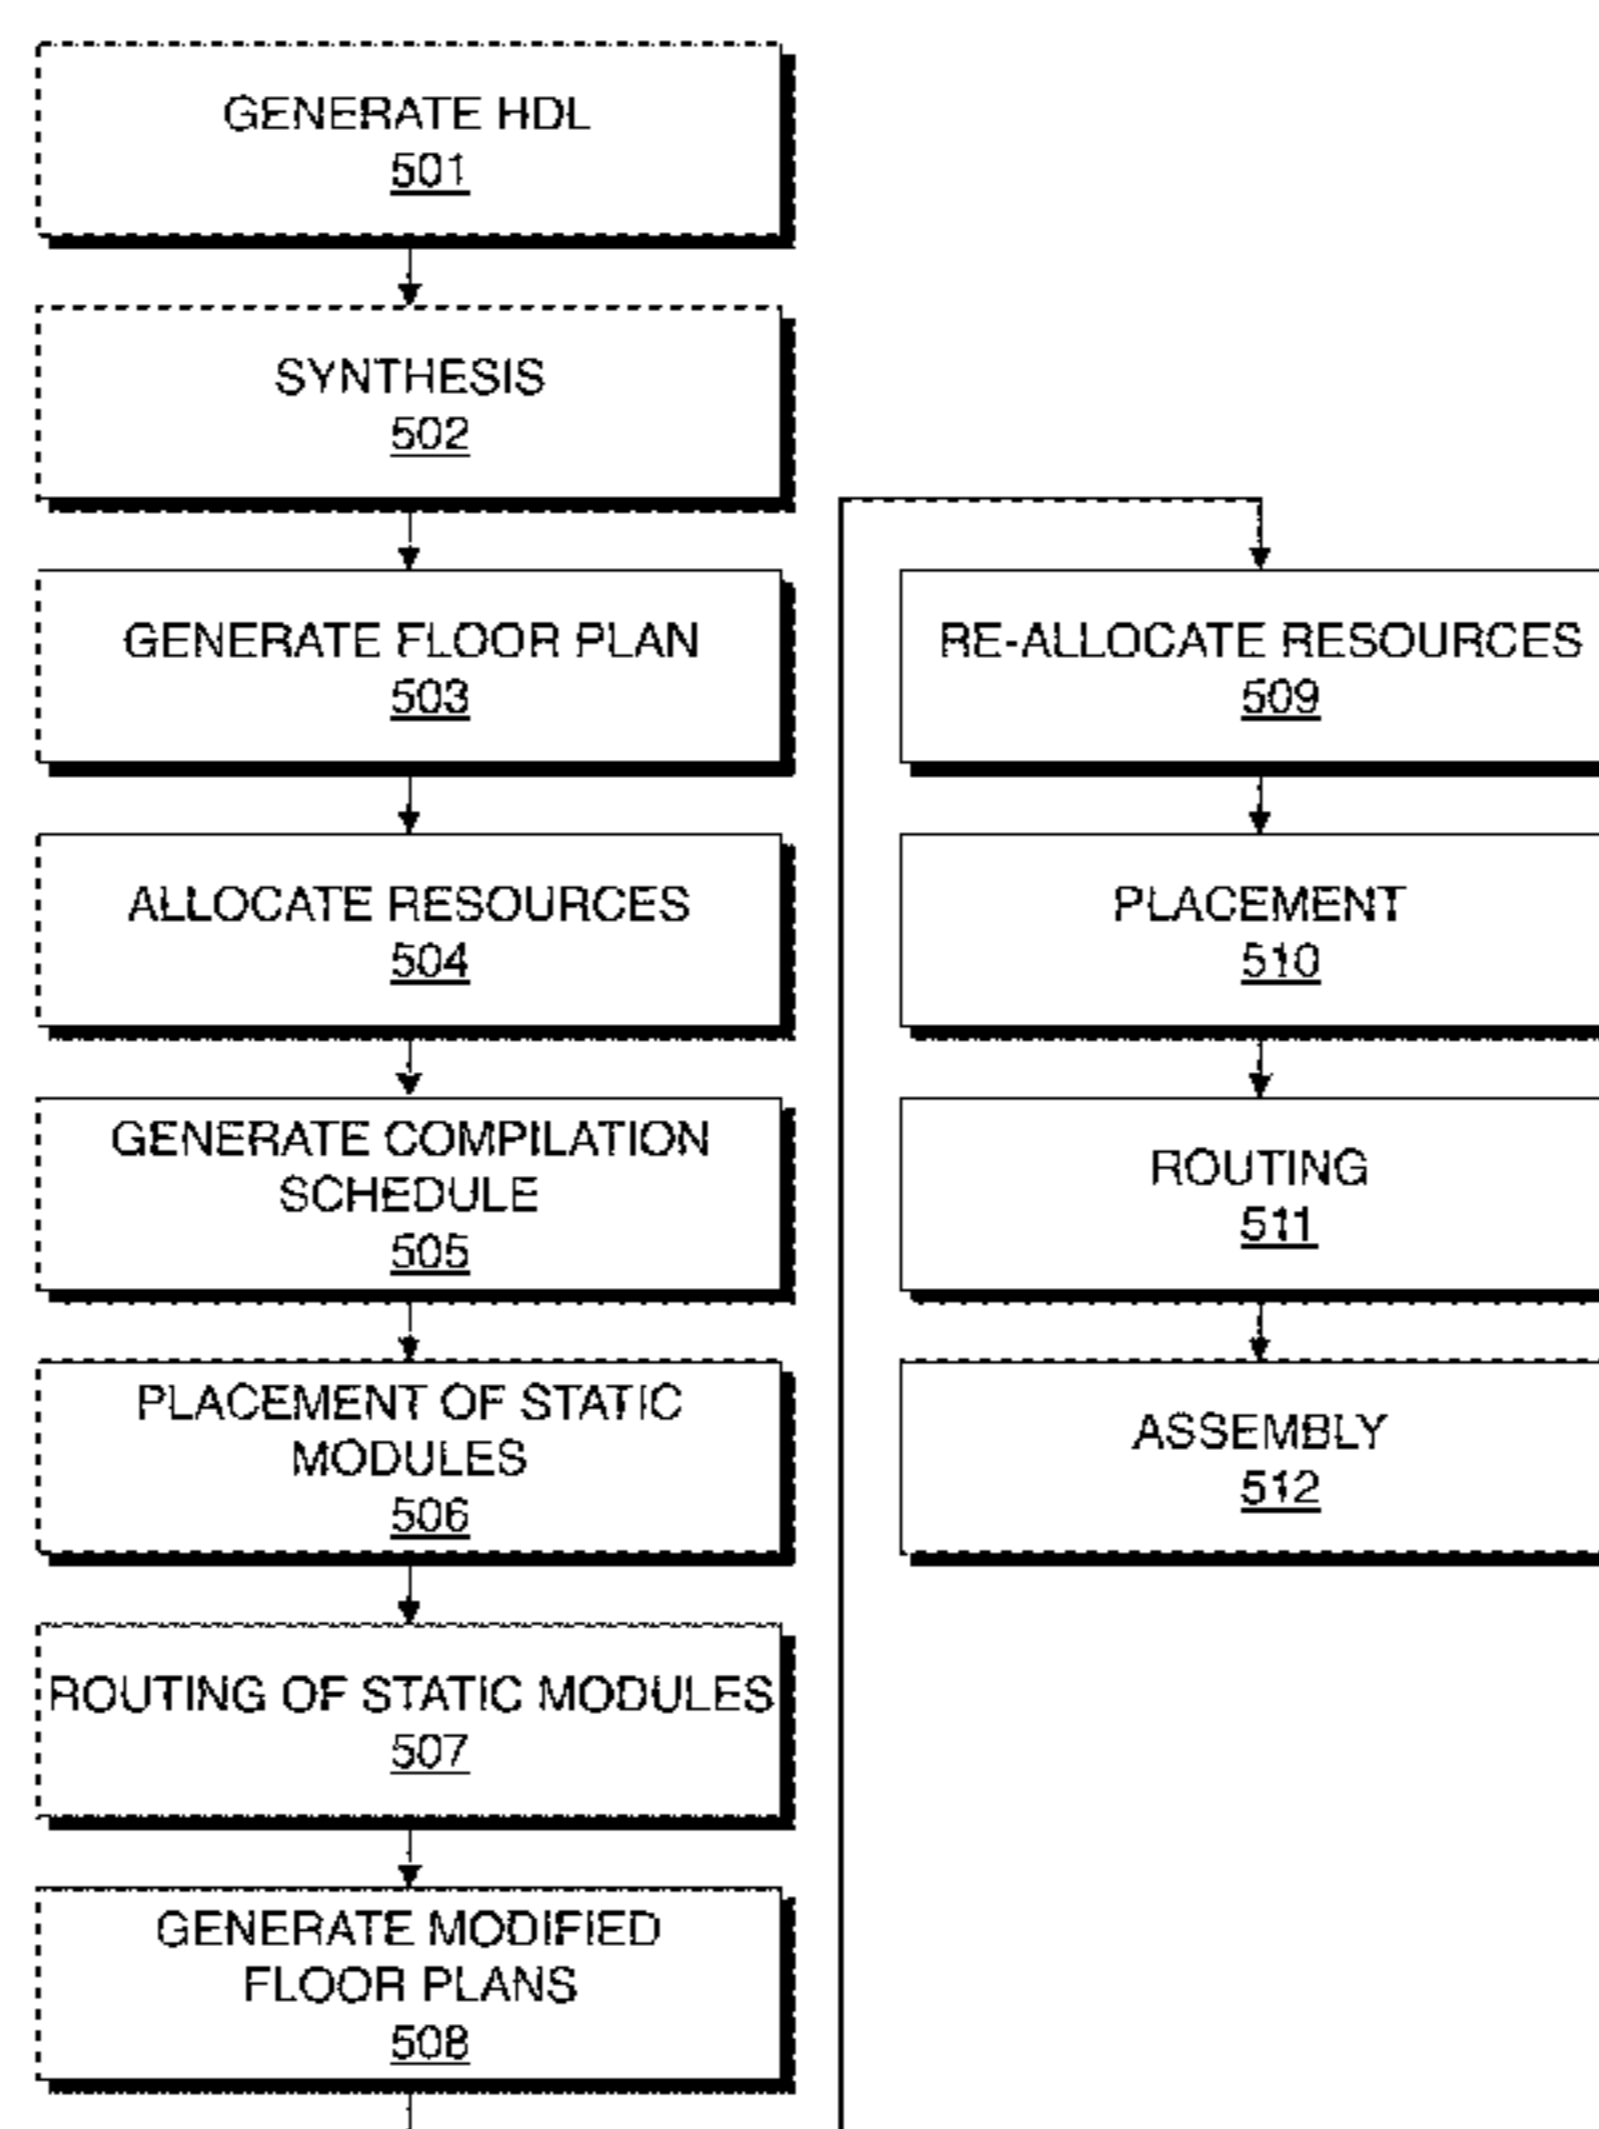 GENERATE HDL
501
SYNTHESIS
502
GENERATE FLOOR PLAN
503
ALLOCATE RESOURCES
504
GENERATE COMPILATION
SCHEDULE
505
PLACEMENT OF STATIC
MODULES
506
ROUTING OF STATIC MODULES
507
GENERATE MODIFIED
FLOOR PLANS
508
RE-ALLOCATE RESOURCES
509
PLACEMENT
510
ROUTING
511
ASSEMBLY
512